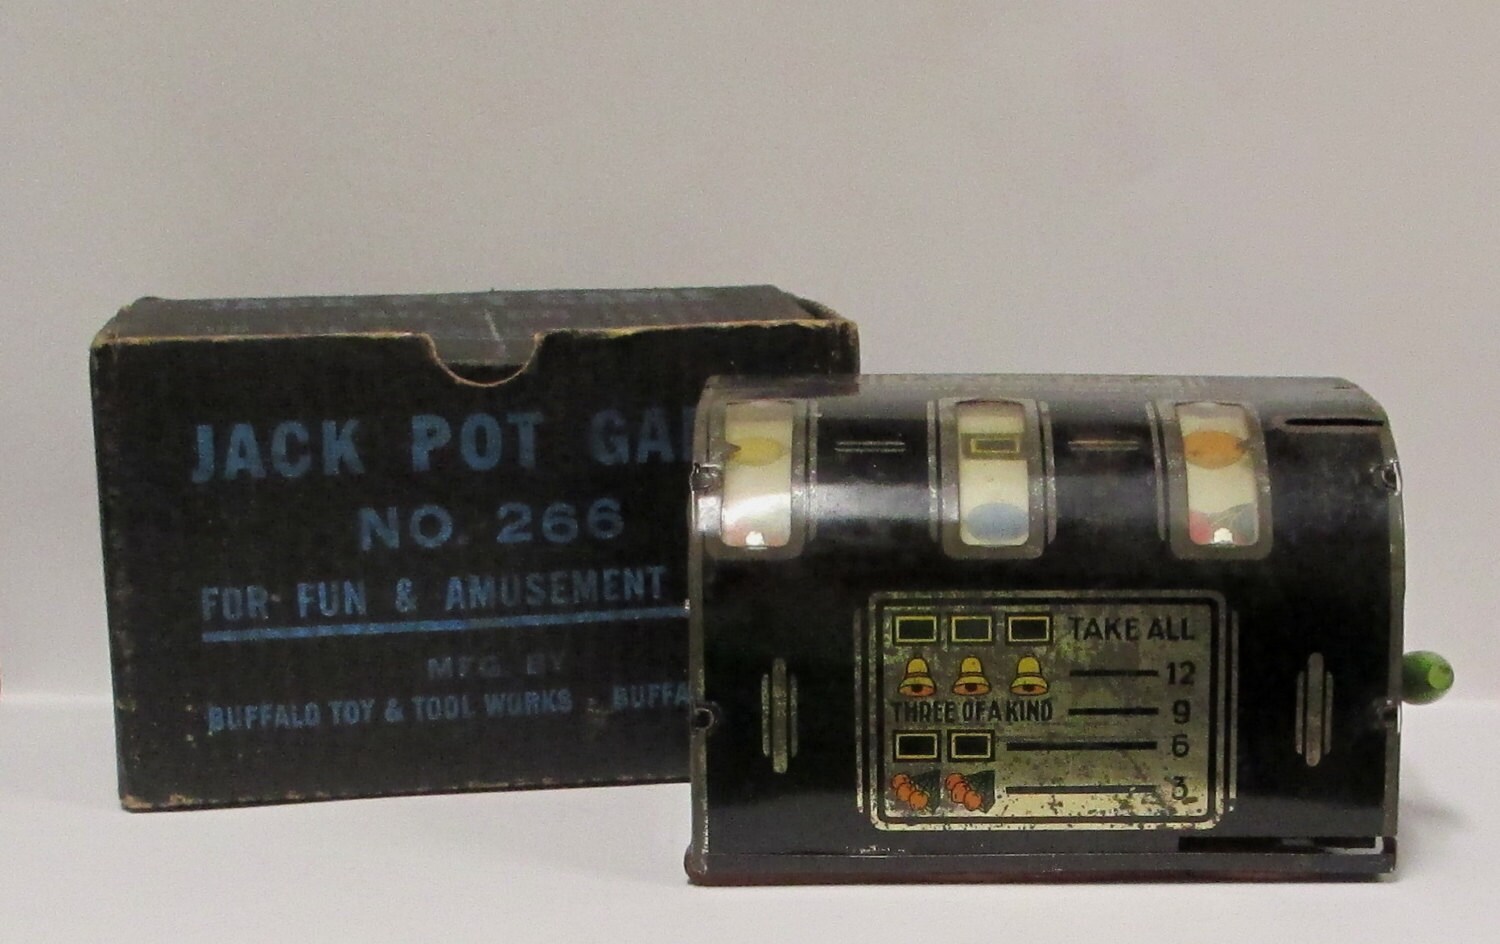 JACK POT GA
NO. 266
FOR FUN & AMUSEMENT
MFG. BY
BUFFALO TOY & TOOL WORKS - BUFFA
TAKE ALL
12
THREE OF A KIND 9
6
3